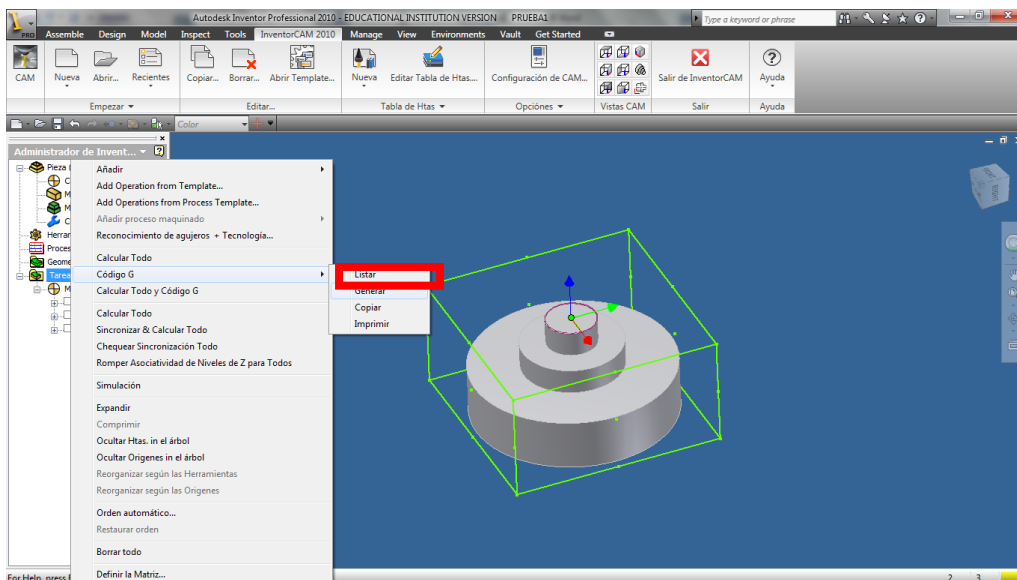 Autodesk Inventor Professional 2010 - EDUCATIONAL INSTITUTION VERSION PRUEBA1
Type a keyword or phrase
PRO Assemble Design Model Inspect Tools InventorCAM 2010 Manage View Environments Vault Get Started
CAM Nueva Abrir... Recientes Copiar... Borrar... Abrir Template... Nueva Editar Tabla de Htas.... Configuración de CAM... Salir de InventorCAM Ayuda
Empezar Editar... Tabla de Htas Opciónes Vistas CAM Salir Ayuda
Color
Administrador de Invent...
Pieza
C
M
M
C
Herrar
Proces
Geome
Tarea
M
Añadir
Add Operation from Template...
Add Operations from Process Template...
Añadir proceso maquinado
Reconocimiento de agujeros + Tecnología...
Calcular Todo
Código G
Calcular Todo y Código G
Calcular Todo
Sincronizar & Calcular Todo
Chequear Sincronización Todo
Romper Asociatividad de Niveles de Z para Todos
Simulación
Expandir
Comprimir
Ocultar Htas. in el árbol
Ocultar Origenes in el árbol
Reorganizar según las Herramientas
Reorganizar según las Origenes
Orden automático...
Restaurar orden
Borrar todo
Definir la Matriz...
Listar
Generar
Copiar
Imprimir
For Help, press
2 3